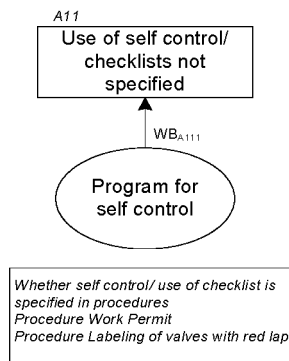 A11
Use of self control/
checklists not
specified
WBA111
Program for
self control
Whether self control/ use of checklist is
specified in procedures
Procedure Work Permit
Procedure Labeling of valves with red lap